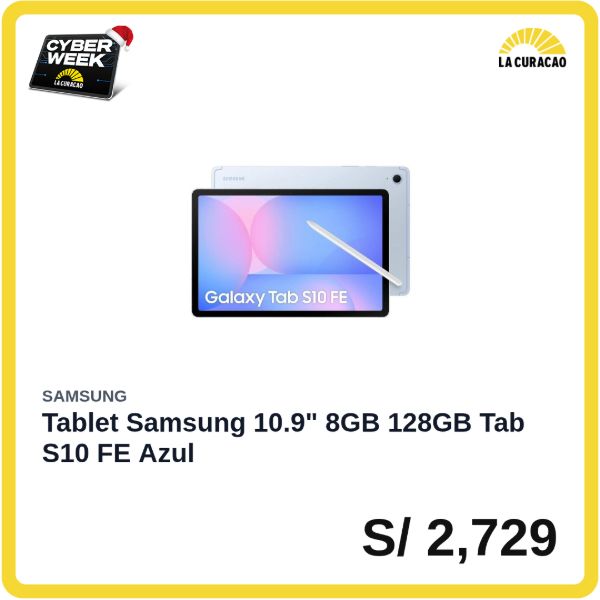 CYBER
WEEK
LA CURACAO
LA CURACAO
SAMSUNG
Galaxy Tab S10 FE
SAMSUNG
Tablet Samsung 10.9" 8GB 128GB Tab
S10 FE Azul
S/ 2,729